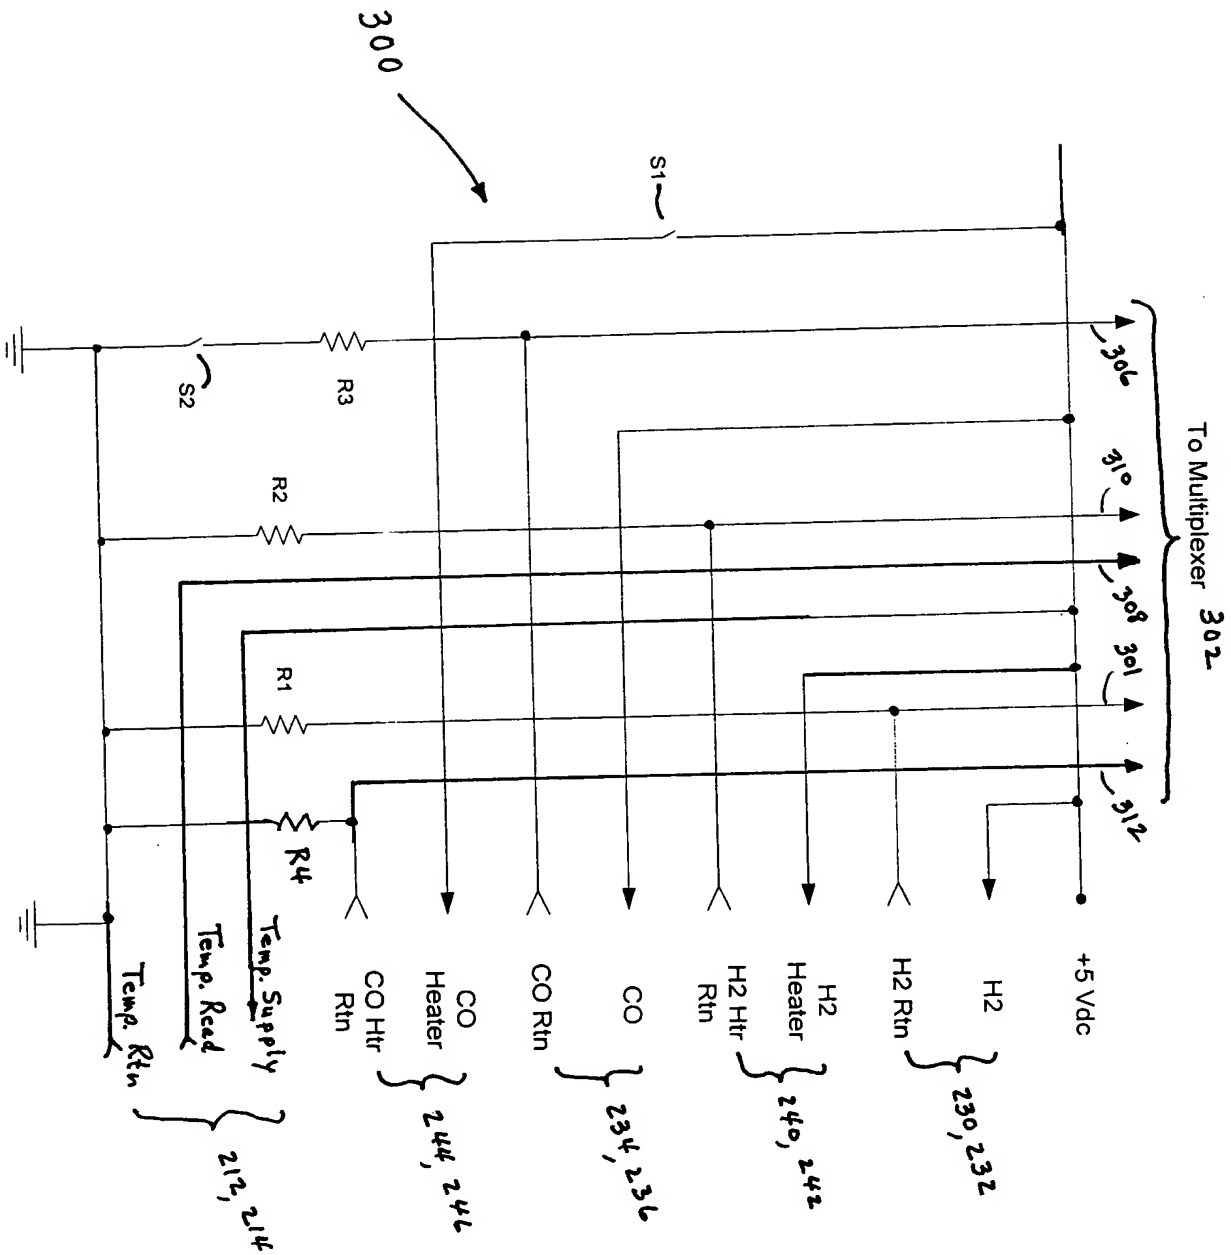 300
S1
To Multiplexer 302
306
310
308
301
312
S2
R3
R2
R1
R4
+5 Vdc
H2
H2 Rtn
230, 232
H2
Heater
H2 Htr
Rtn
240, 242
CO
CO Rtn
234, 236
CO
Heater
CO Htr
Rtn
244, 246
Temp. Supply
Temp. Read
Temp. Rtn
212, 214